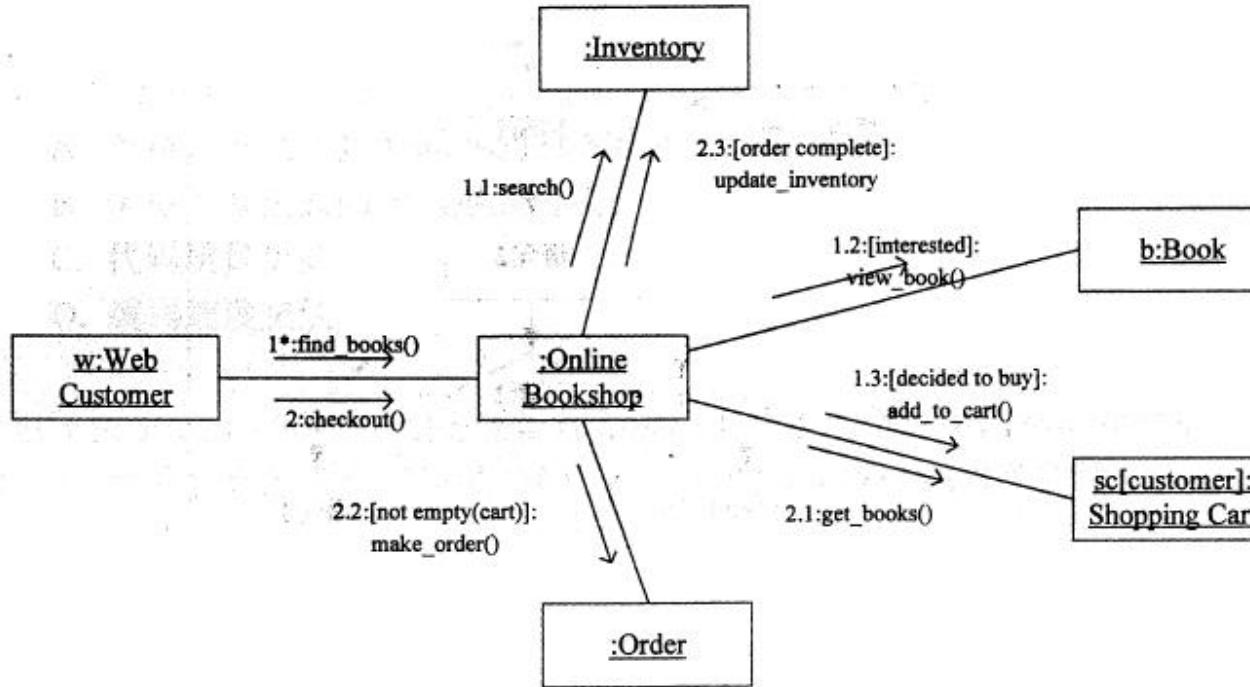 :Inventory
2.3:[order complete]:
update_inventory
1.1:search()
1.2:[interested]:
view_book()
b:Book
1*:find_books()
w:Web
Customer
:Online
Bookshop
2:checkout()
1.3:[decided to buy]:
add_to_cart()
sc[customer]:
Shopping Car
2.1:get_books()
2.2:[not empty(cart)]:
make_order()
:Order